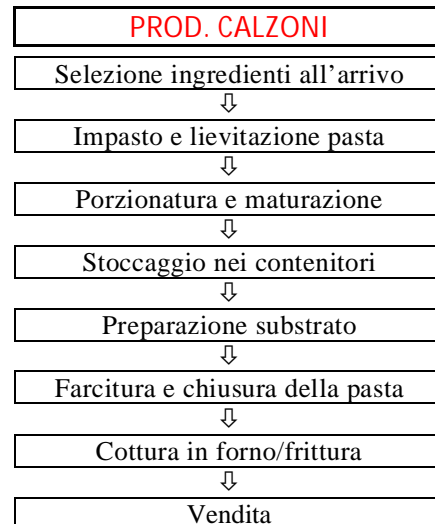 PROD. CALZONI
Selezione ingredienti all'arrivo
⇩
Impasto e lievitazione pasta
⇩
Porzionatura e maturazione
⇩
Stoccaggio nei contenitori
⇩
Preparazione substrato
⇩
Farcitura e chiusura della pasta
⇩
Cottura in forno/frittura
⇩
Vendita